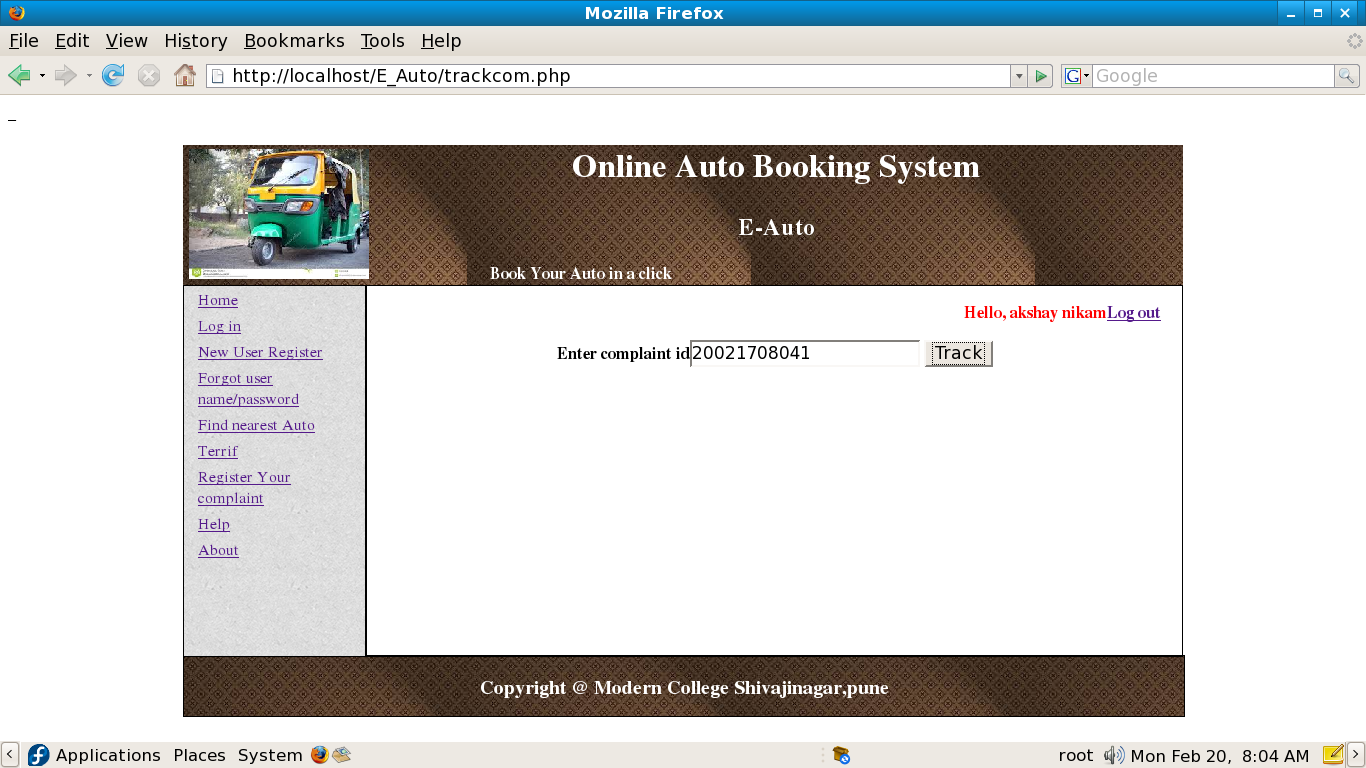 Mozilla Firefox
File Edit View History Bookmarks Tools Help
http://localhost/E_Auto/trackcom.php
G Google
Online Auto Booking System
E-Auto
Book Your Auto in a click
Home
Log in
New User Register
Forgot user
name/password
Find nearest Auto
Terrif
Register Your
complaint
Help
About
Hello, akshay nikamLog out
Enter complaint id 20021708041 Track
Copyright @ Modern College Shivajinagar,pune
Applications Places System root Mon Feb 20, 8:04 AM